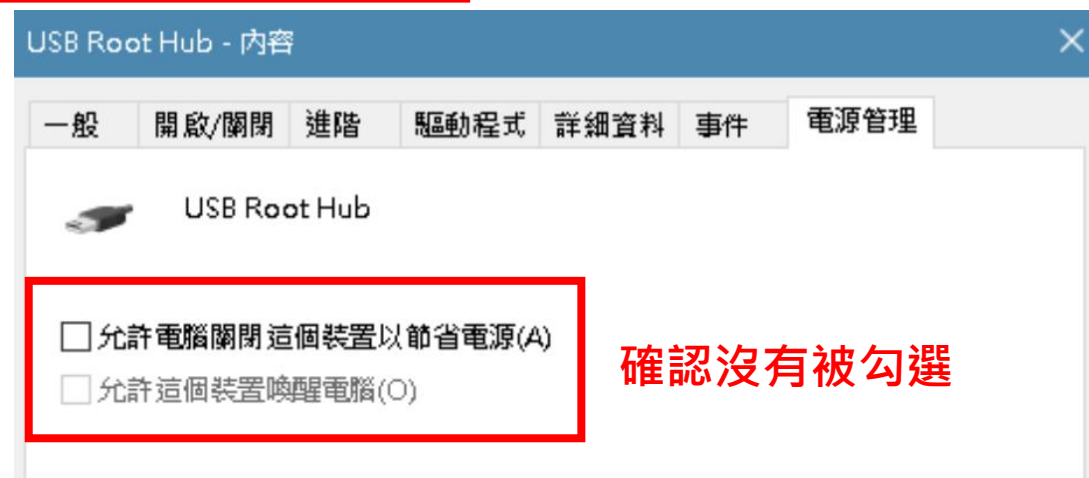 USB Root Hub - 內容
一般 開啟/關閉 進階 驅動程式 詳細資料 事件 電源管理
USB Root Hub
允許電腦關閉這個裝置以節省電源(A)
允許這個裝置喚醒電腦(O)
確認沒有被勾選